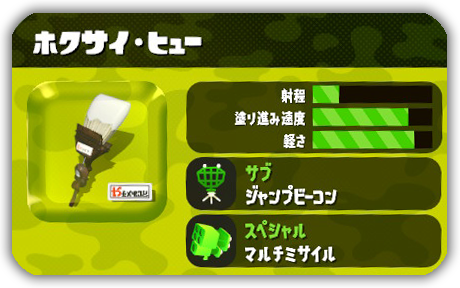 ホクサイ・ヒュー
射程
塗り進み速度
軽さ
サブ
ジャンプビーコン
スペシャル
マルチミサイル